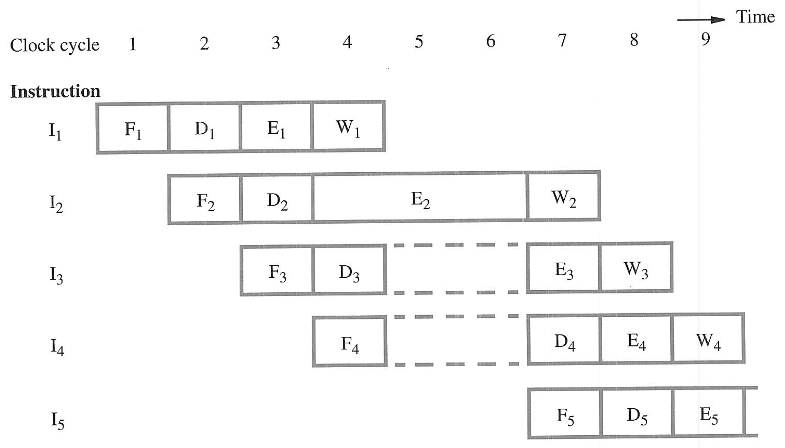 Time
Clock cycle 1 2 3 4 5 6 7 8 9
Instruction
I1 F1 D1 E1 W1
I2 F2 D2 E2 W2
I3 F3 D3 E3 W3
I4 F4 D4 E4 W4
I5 F5 D5 E5